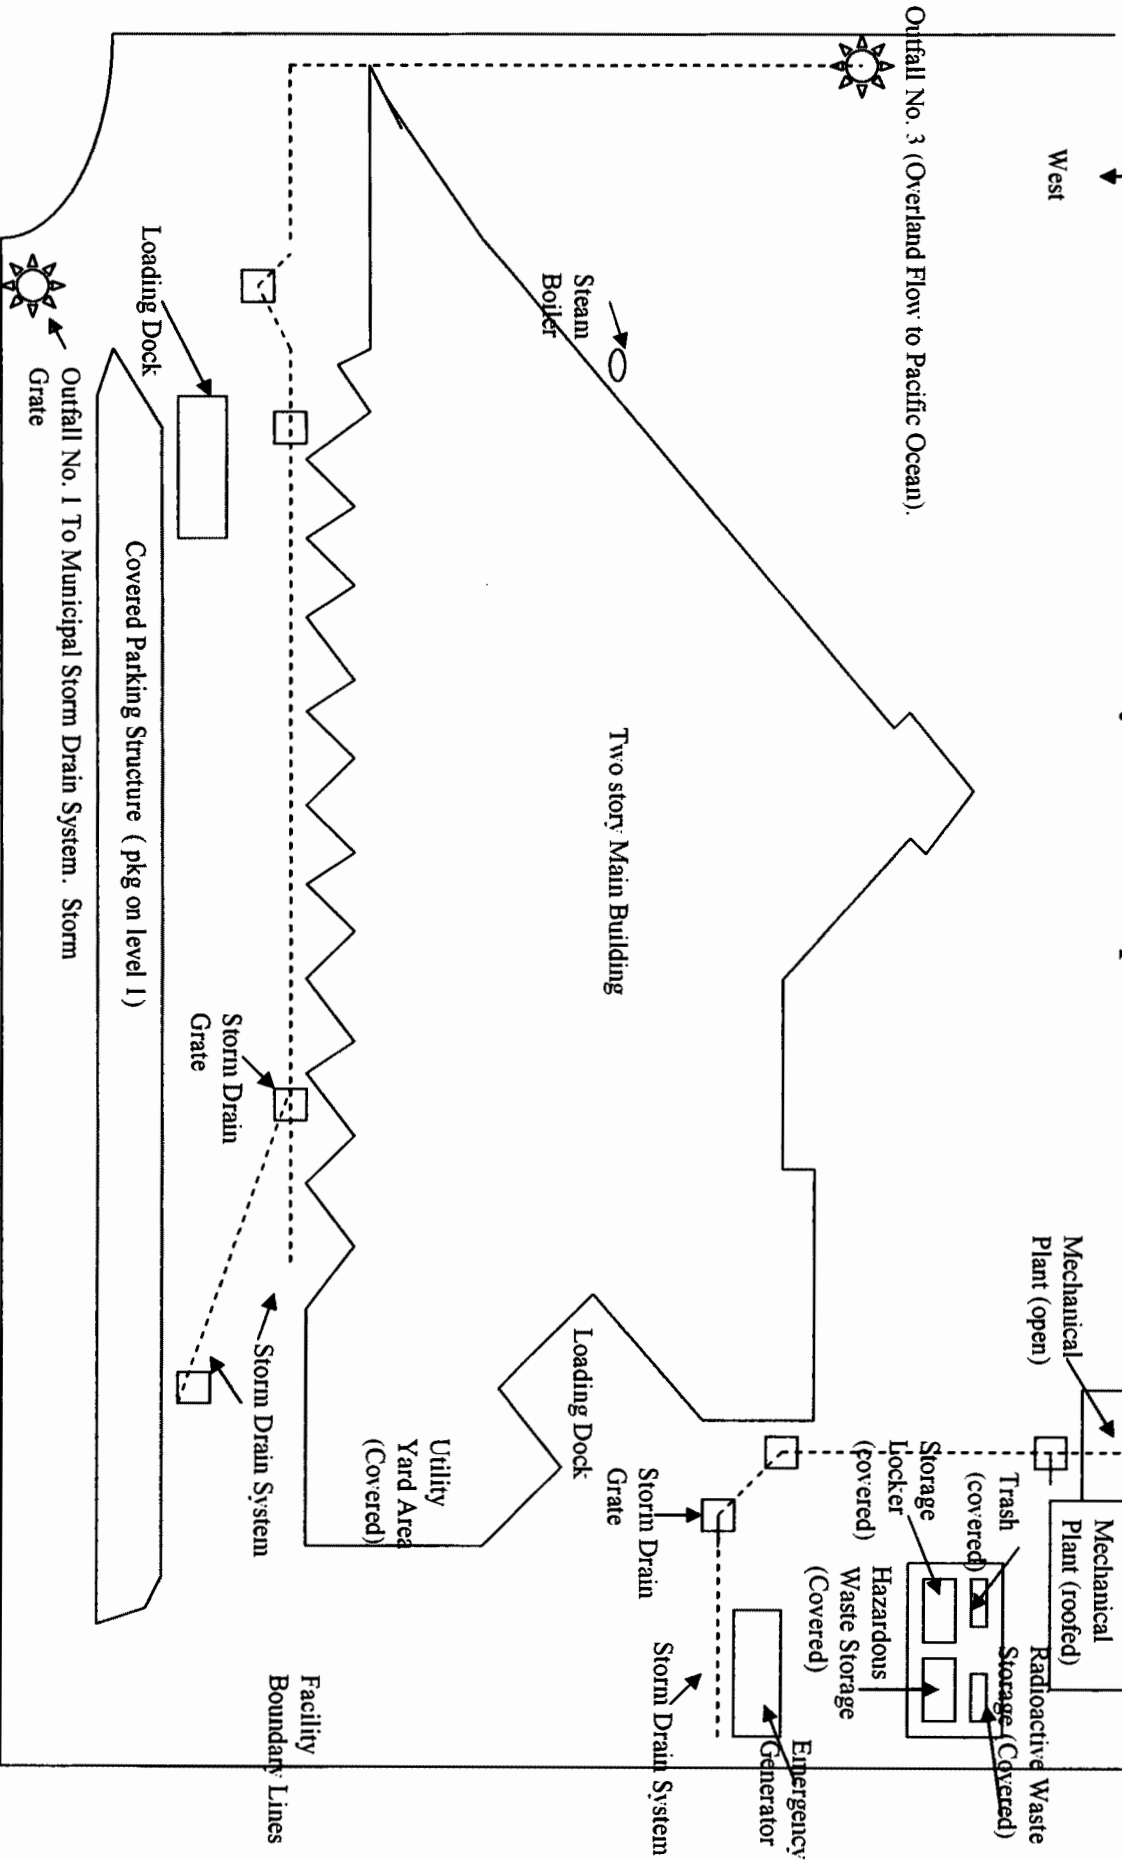 Outfall No. 3 (Overland Flow to Pacific Ocean).
West
Steam
Boiler
Loading Dock
Outfall No. 1 To Municipal Storm Drain System. Storm
Grate
Covered Parking Structure ( pkg on level 1)
Two story Main Building
Storm Drain
Grate
Storm Drain System
Loading Dock
Utility
Yard Area
(Covered)
Mechanical
Plant (open)
Mechanical
Plant (roofed)
Trash
(covered)
Storage
Locker
(covered)
Storm Drain
Grate
Hazardous
Waste Storage
(Covered)
Radioactive Waste
Storage (Covered)
Emergency
Generator
Storm Drain System
Facility
Boundary Lines